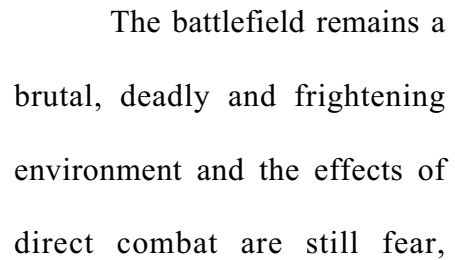 The battlefield remains a
brutal, deadly and frightening
environment and the effects of
direct combat are still fear,